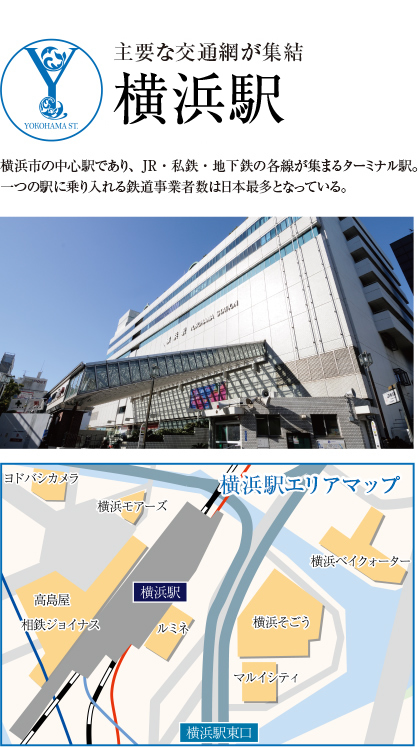 主要な交通網が集結
横浜駅
YOKOHAMA ST.
横浜市の中心駅であり、JR・私鉄・地下鉄の各線が集まるターミナル駅。
一つの駅に乗り入れる鉄道事業者数は日本最多となっている。
横浜駅 YOKOHAMA STATION
横浜駅エリアマップ
ヨドバシカメラ
横浜モアーズ
横浜ベイクォーター
横浜駅
高島屋
相鉄ジョイナス
ルミネ
横浜そごう
マルイシティ
横浜駅東口